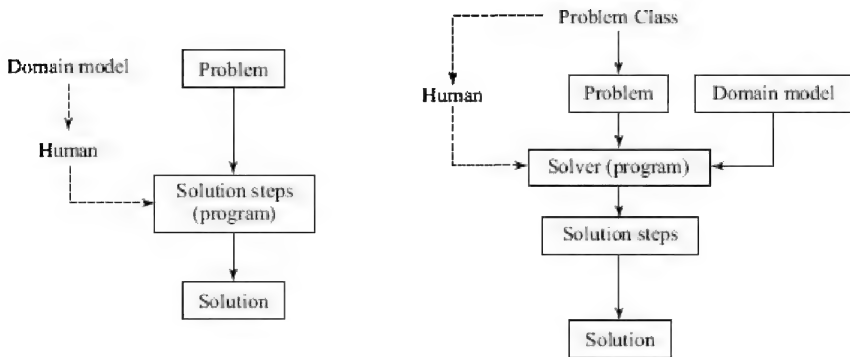 Domain model
Problem
Human
Solution steps
(program)
Solution
Problem Class
Human
Problem
Domain model
Solver (program)
Solution steps
Solution